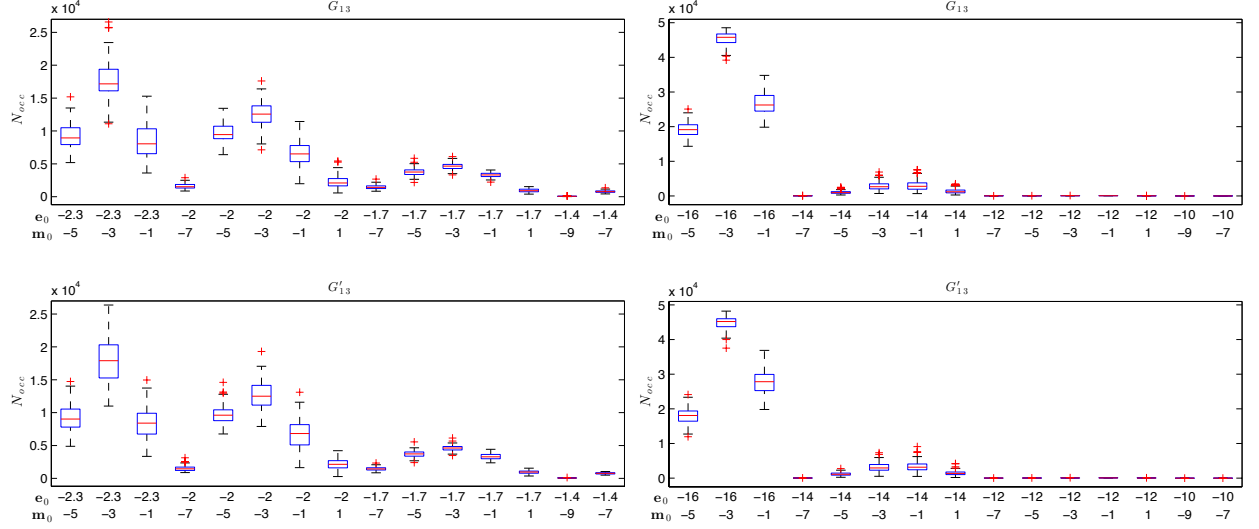 G₁₃
x 10⁴
2.5
2
1.5
1
0.5
0
N_occ
e₀ −2.3 −2.3 −2.3 −2 −2 −2 −2 −2 −1.7 −1.7 −1.7 −1.7 −1.7 −1.4 −1.4
m₀ −5 −3 −1 −7 −5 −3 −1 1 −7 −5 −3 −1 1 −9 −7
G₁₃
x 10⁴
5
4
3
2
1
0
N_occ
e₀ −16 −16 −16 −14 −14 −14 −14 −14 −12 −12 −12 −12 −12 −10 −10
m₀ −5 −3 −1 −7 −5 −3 −1 1 −7 −5 −3 −1 1 −9 −7
G′₁₃
x 10⁴
2.5
2
1.5
1
0.5
0
N_occ
e₀ −2.3 −2.3 −2.3 −2 −2 −2 −2 −2 −1.7 −1.7 −1.7 −1.7 −1.7 −1.4 −1.4
m₀ −5 −3 −1 −7 −5 −3 −1 1 −7 −5 −3 −1 1 −9 −7
G′₁₃
x 10⁴
5
4
3
2
1
0
N_occ
e₀ −16 −16 −16 −14 −14 −14 −14 −14 −12 −12 −12 −12 −12 −10 −10
m₀ −5 −3 −1 −7 −5 −3 −1 1 −7 −5 −3 −1 1 −9 −7